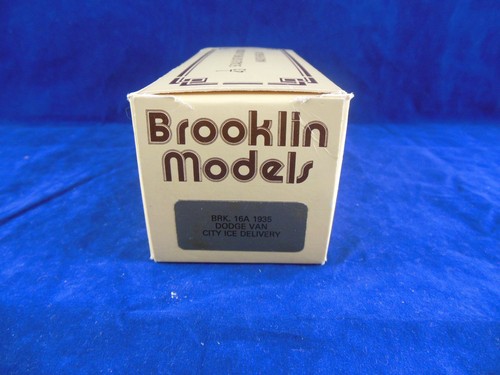 Brooklin
Models
BRK. 16A 1935
DODGE VAN
CITY ICE DELIVERY